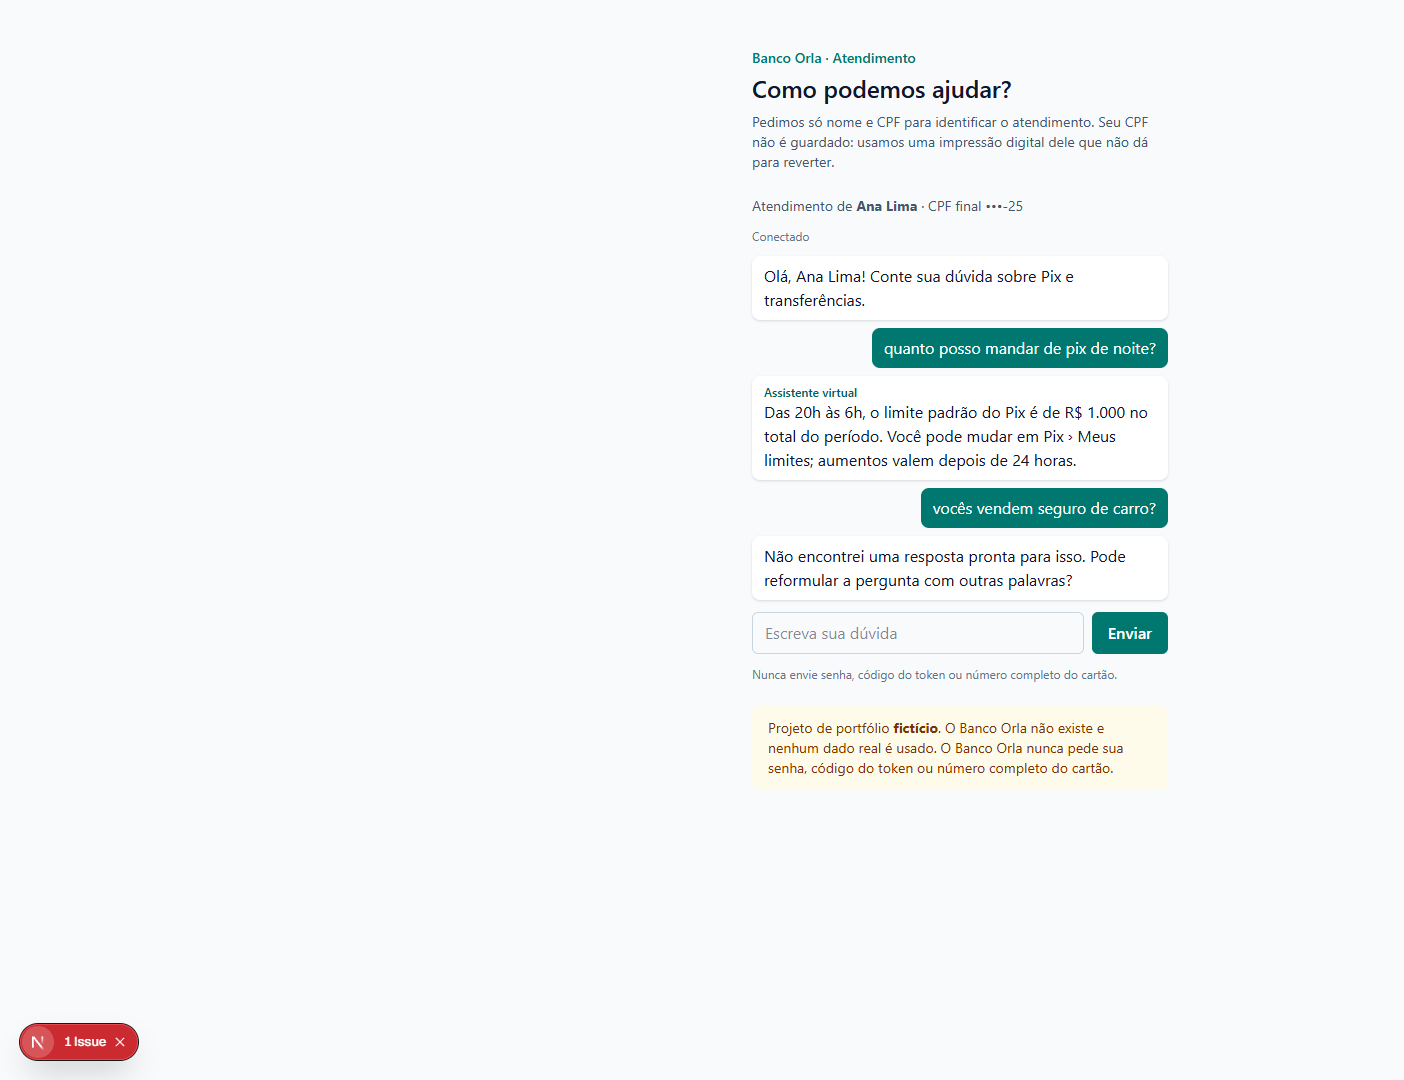 Banco Orla · Atendimento
Como podemos ajudar?
Pedimos só nome e CPF para identificar o atendimento. Seu CPF
não é guardado: usamos uma impressão digital dele que não dá
para reverter.
Atendimento de Ana Lima · CPF final •••-25
Conectado
Olá, Ana Lima! Conte sua dúvida sobre Pix e
transferências.
quanto posso mandar de pix de noite?
Assistente virtual
Das 20h às 6h, o limite padrão do Pix é de R$ 1.000 no
total do período. Você pode mudar em Pix › Meus
limites; aumentos valem depois de 24 horas.
vocês vendem seguro de carro?
Não encontrei uma resposta pronta para isso. Pode
reformular a pergunta com outras palavras?
Escreva sua dúvida
Enviar
Nunca envie senha, código do token ou número completo do cartão.
Projeto de portfólio fictício. O Banco Orla não existe e
nenhum dado real é usado. O Banco Orla nunca pede sua
senha, código do token ou número completo do cartão.
N 1 Issue ×